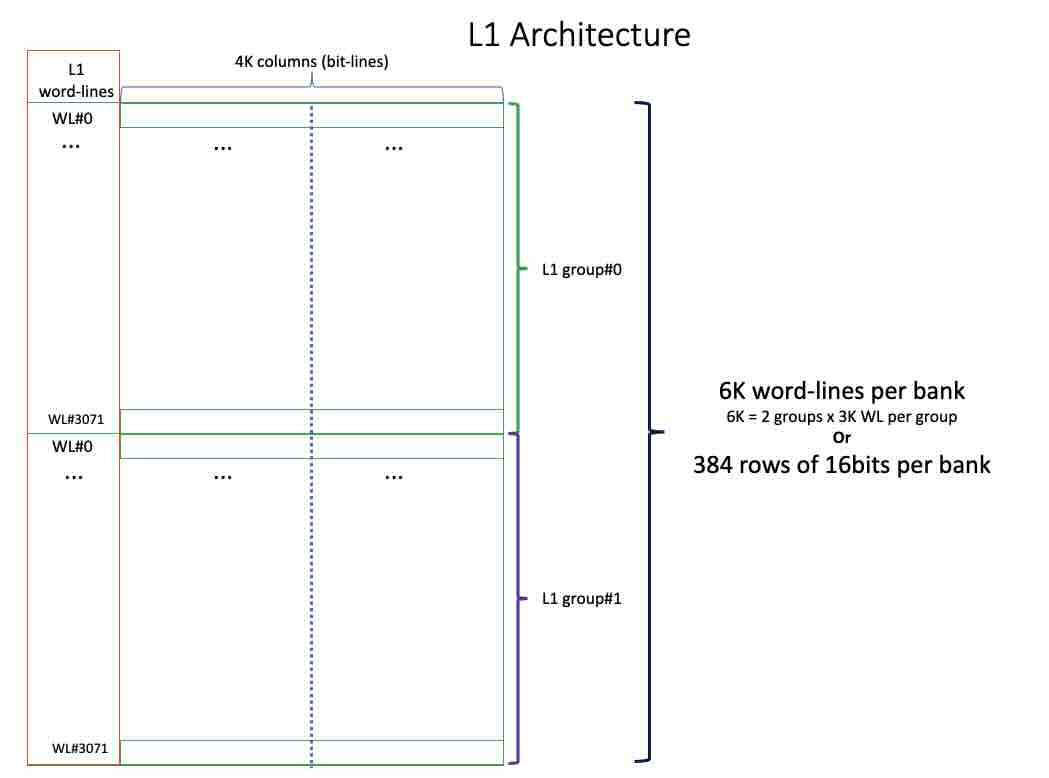 L1 Architecture
4K columns (bit-lines)
L1
word-lines
WL#0
...
...
...
L1 group#0
WL#3071
WL#0
...
...
...
L1 group#1
WL#3071
6K word-lines per bank
6K = 2 groups x 3K WL per group
Or
384 rows of 16bits per bank